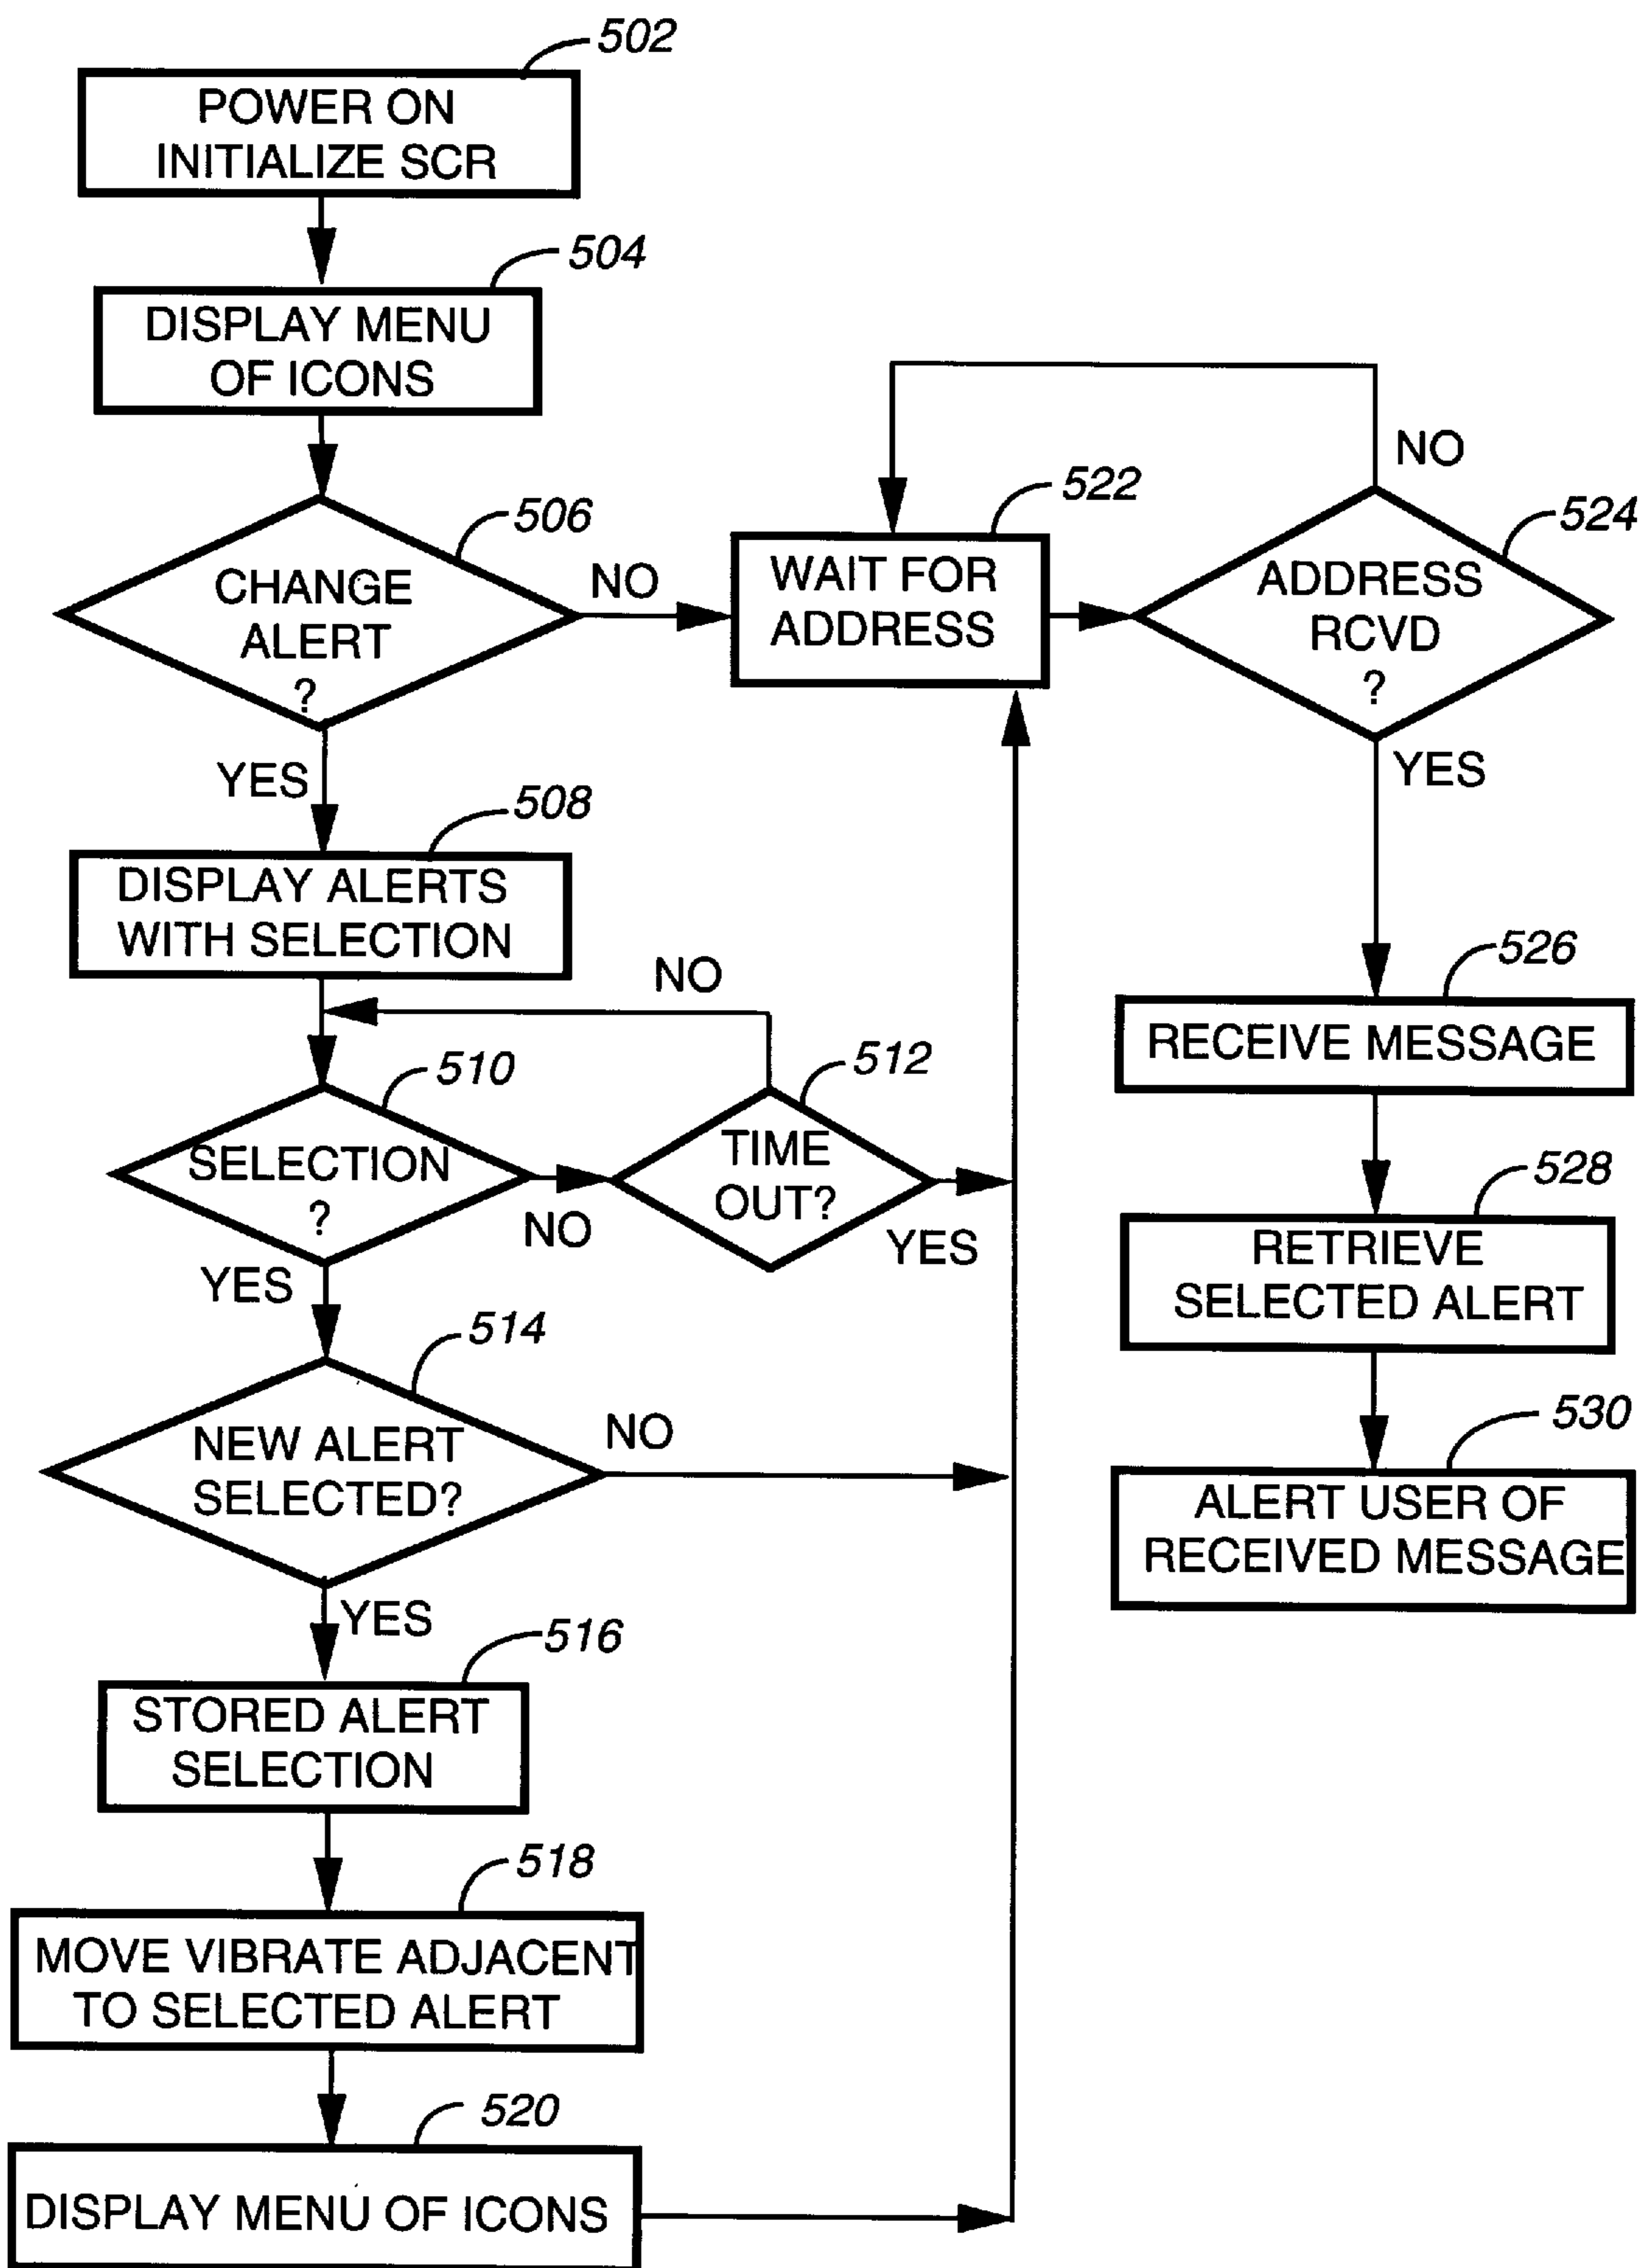 502
POWER ON
INITIALIZE SCR
504
DISPLAY MENU
OF ICONS
506
CHANGE
ALERT
?
NO
YES
522
WAIT FOR
ADDRESS
NO
524
ADDRESS
RCVD
?
YES
508
DISPLAY ALERTS
WITH SELECTION
NO
510
SELECTION
?
NO
YES
512
TIME
OUT?
YES
514
NEW ALERT
SELECTED?
NO
YES
516
STORED ALERT
SELECTION
518
MOVE VIBRATE ADJACENT
TO SELECTED ALERT
520
DISPLAY MENU OF ICONS
526
RECEIVE MESSAGE
528
RETRIEVE
SELECTED ALERT
530
ALERT USER OF
RECEIVED MESSAGE